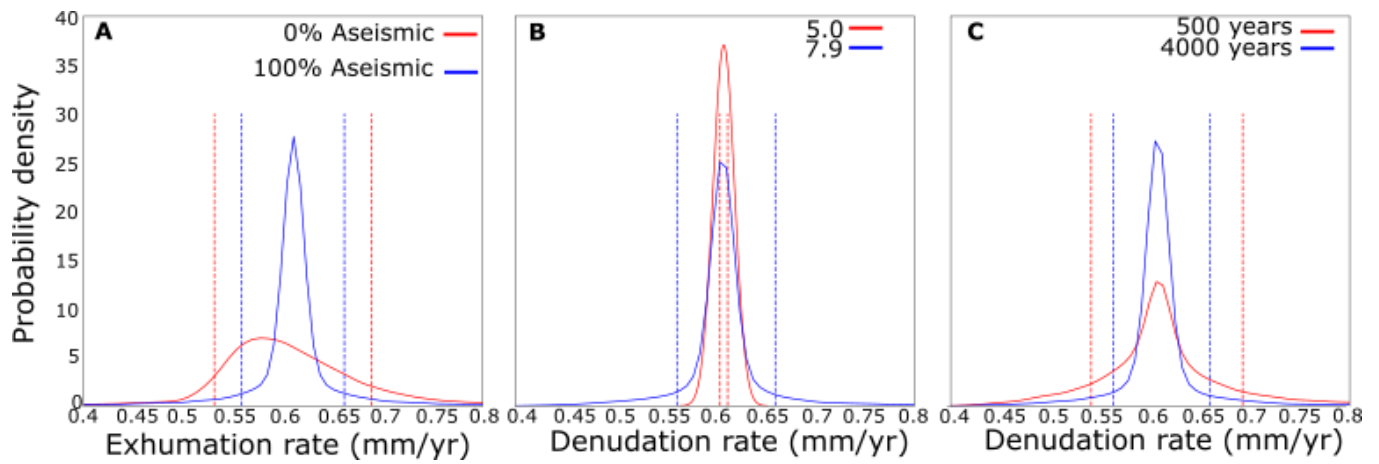 40
35
30
25
20
15
10
5
0
Probability density
A
0% Aseismic
100% Aseismic
0.4 0.45 0.5 0.55 0.6 0.65 0.7 0.75 0.8
Exhumation rate (mm/yr)
B
5.0
7.9
0.4 0.45 0.5 0.55 0.6 0.65 0.7 0.75 0.8
Denudation rate (mm/yr)
C
500 years
4000 years
0.4 0.45 0.5 0.55 0.6 0.65 0.7 0.75 0.8
Denudation rate (mm/yr)